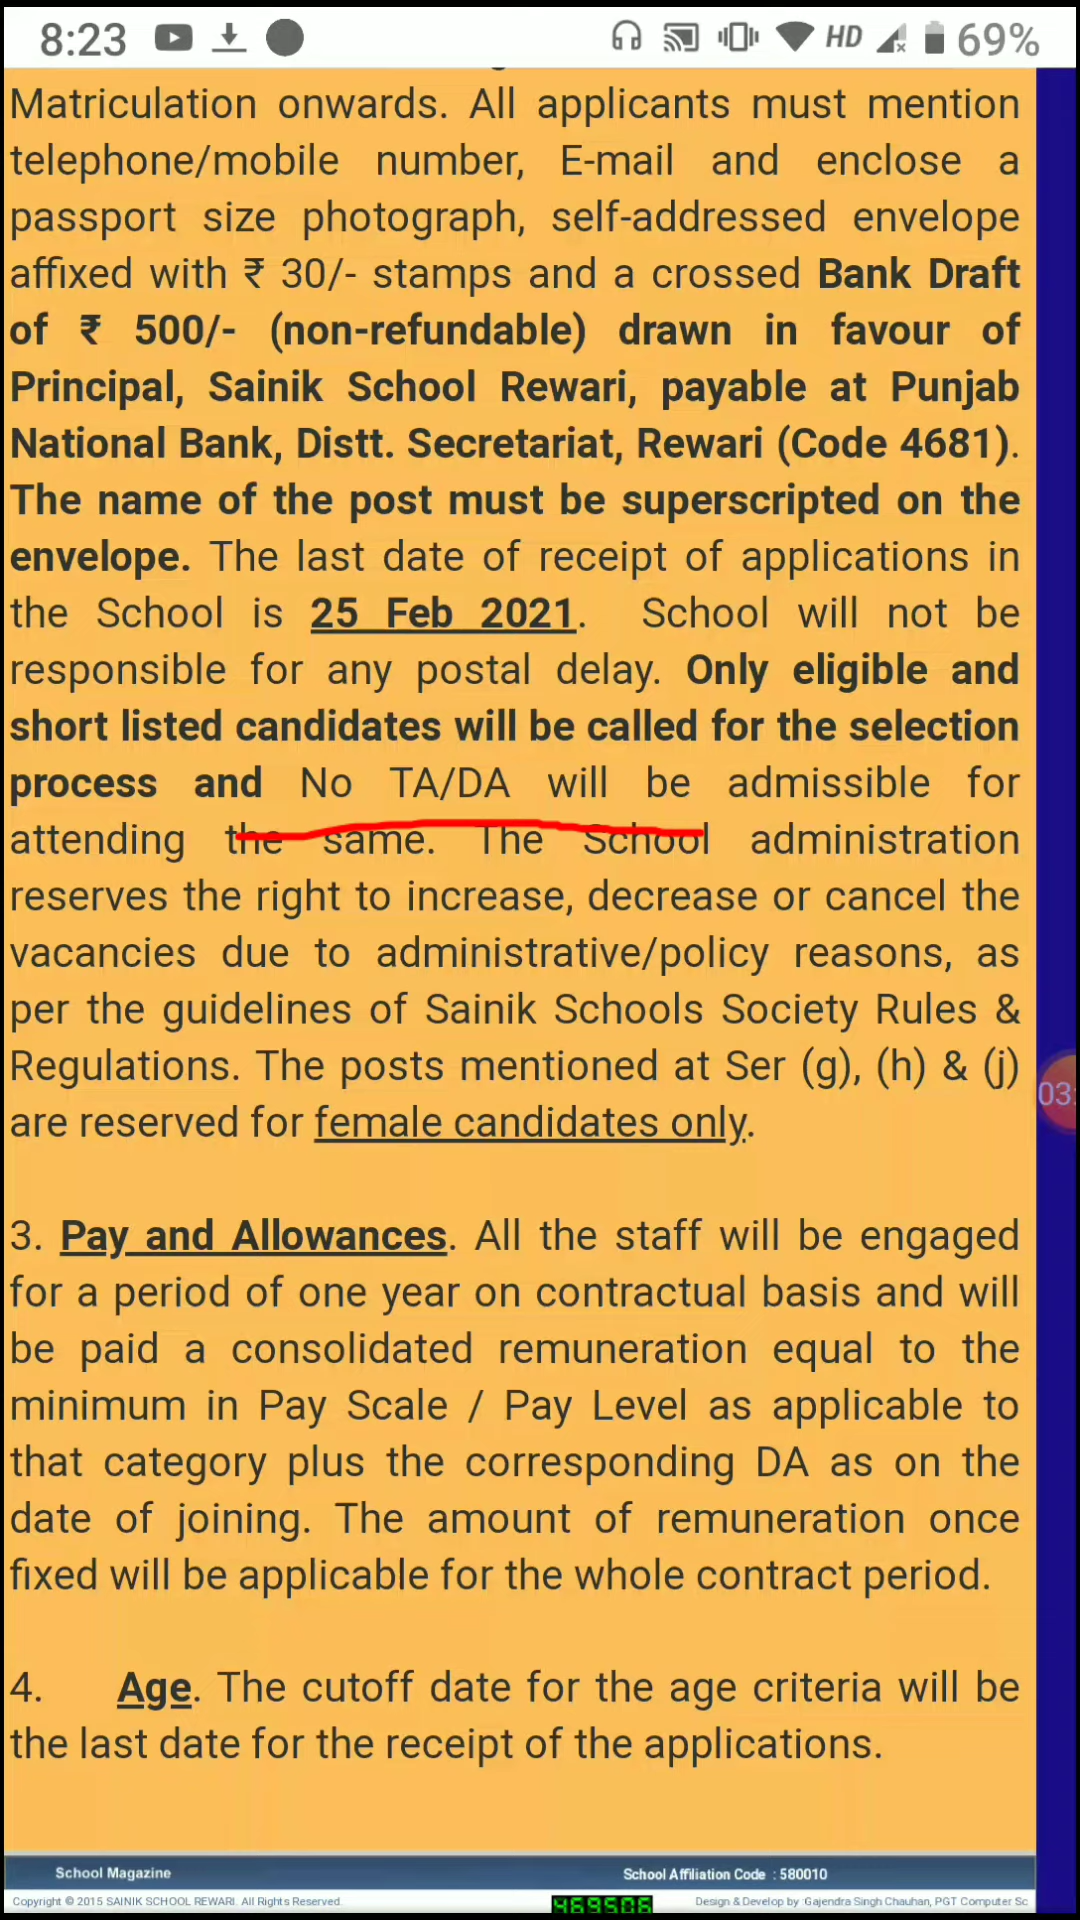 8:23 HD 69%
Matriculation onwards. All applicants must mention
telephone/mobile number, E-mail and enclose a
passport size photograph, self-addressed envelope
affixed with ₹ 30/- stamps and a crossed Bank Draft
of ₹ 500/- (non-refundable) drawn in favour of
Principal, Sainik School Rewari, payable at Punjab
National Bank, Distt. Secretariat, Rewari (Code 4681).
The name of the post must be superscripted on the
envelope. The last date of receipt of applications in
the School is 25 Feb 2021. School will not be
responsible for any postal delay. Only eligible and
short listed candidates will be called for the selection
process and No TA/DA will be admissible for
attending the same. The School administration
reserves the right to increase, decrease or cancel the
vacancies due to administrative/policy reasons, as
per the guidelines of Sainik Schools Society Rules &
Regulations. The posts mentioned at Ser (g), (h) & (j)
03:
are reserved for female candidates only.
3. Pay and Allowances. All the staff will be engaged
for a period of one year on contractual basis and will
be paid a consolidated remuneration equal to the
minimum in Pay Scale / Pay Level as applicable to
that category plus the corresponding DA as on the
date of joining. The amount of remuneration once
fixed will be applicable for the whole contract period.
4. Age. The cutoff date for the age criteria will be
the last date for the receipt of the applications.
School Magazine School Affiliation Code : 580010
Copyright © 2015 SAINIK SCHOOL REWARI. All Rights Reserved. 469506 Design & Develop by :Gajendra Singh Chauhan, PGT Computer Sc